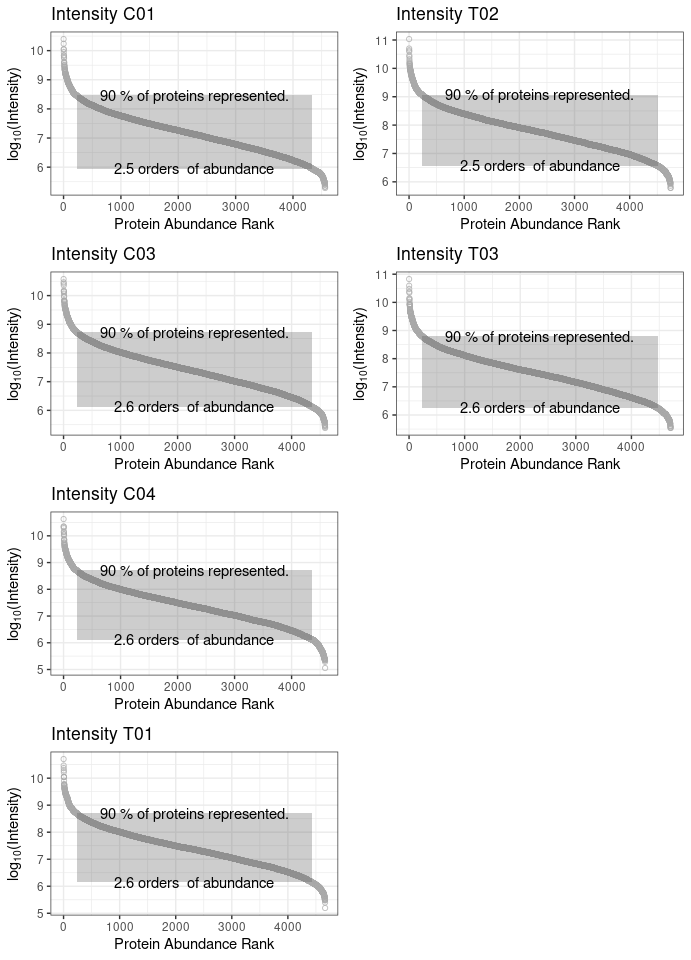 Intensity C01
log10(Intensity)
10
9
8
7
6
90 % of proteins represented.
2.5 orders  of abundance
0 1000 2000 3000 4000
Protein Abundance Rank
Intensity T02
log10(Intensity)
11
10
9
8
7
6
90 % of proteins represented.
2.5 orders  of abundance
0 1000 2000 3000 4000
Protein Abundance Rank
Intensity C03
log10(Intensity)
10
9
8
7
6
90 % of proteins represented.
2.6 orders  of abundance
0 1000 2000 3000 4000
Protein Abundance Rank
Intensity T03
log10(Intensity)
11
10
9
8
7
6
90 % of proteins represented.
2.6 orders  of abundance
0 1000 2000 3000 4000
Protein Abundance Rank
Intensity C04
log10(Intensity)
10
9
8
7
6
5
90 % of proteins represented.
2.6 orders  of abundance
0 1000 2000 3000 4000
Protein Abundance Rank
Intensity T01
log10(Intensity)
10
9
8
7
6
5
90 % of proteins represented.
2.6 orders  of abundance
0 1000 2000 3000 4000
Protein Abundance Rank